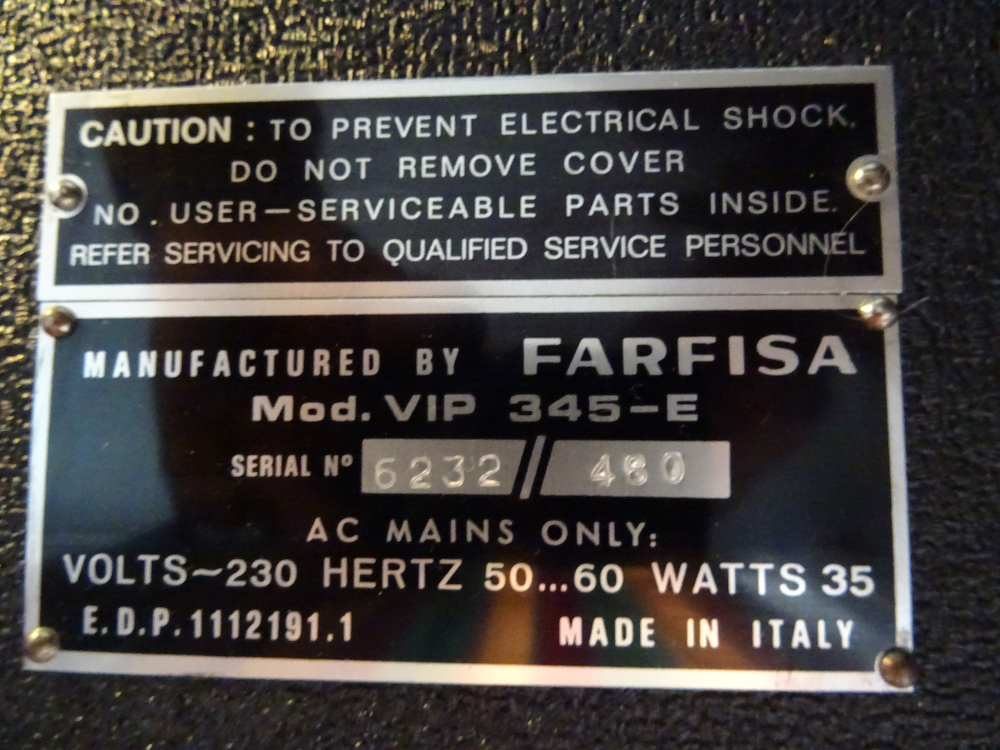 CAUTION : TO PREVENT ELECTRICAL SHOCK.
DO NOT REMOVE COVER
NO . USER—SERVICEABLE PARTS INSIDE.
REFER SERVICING TO QUALIFIED SERVICE PERSONNEL
MANUFACTURED BY FARFISA
Mod. VIP 345-E
SERIAL Nº 6232 // 480
AC MAINS ONLY:
VOLTS~230 HERTZ 50...60 WATTS 35
E.D.P. 1112191.1 MADE IN ITALY